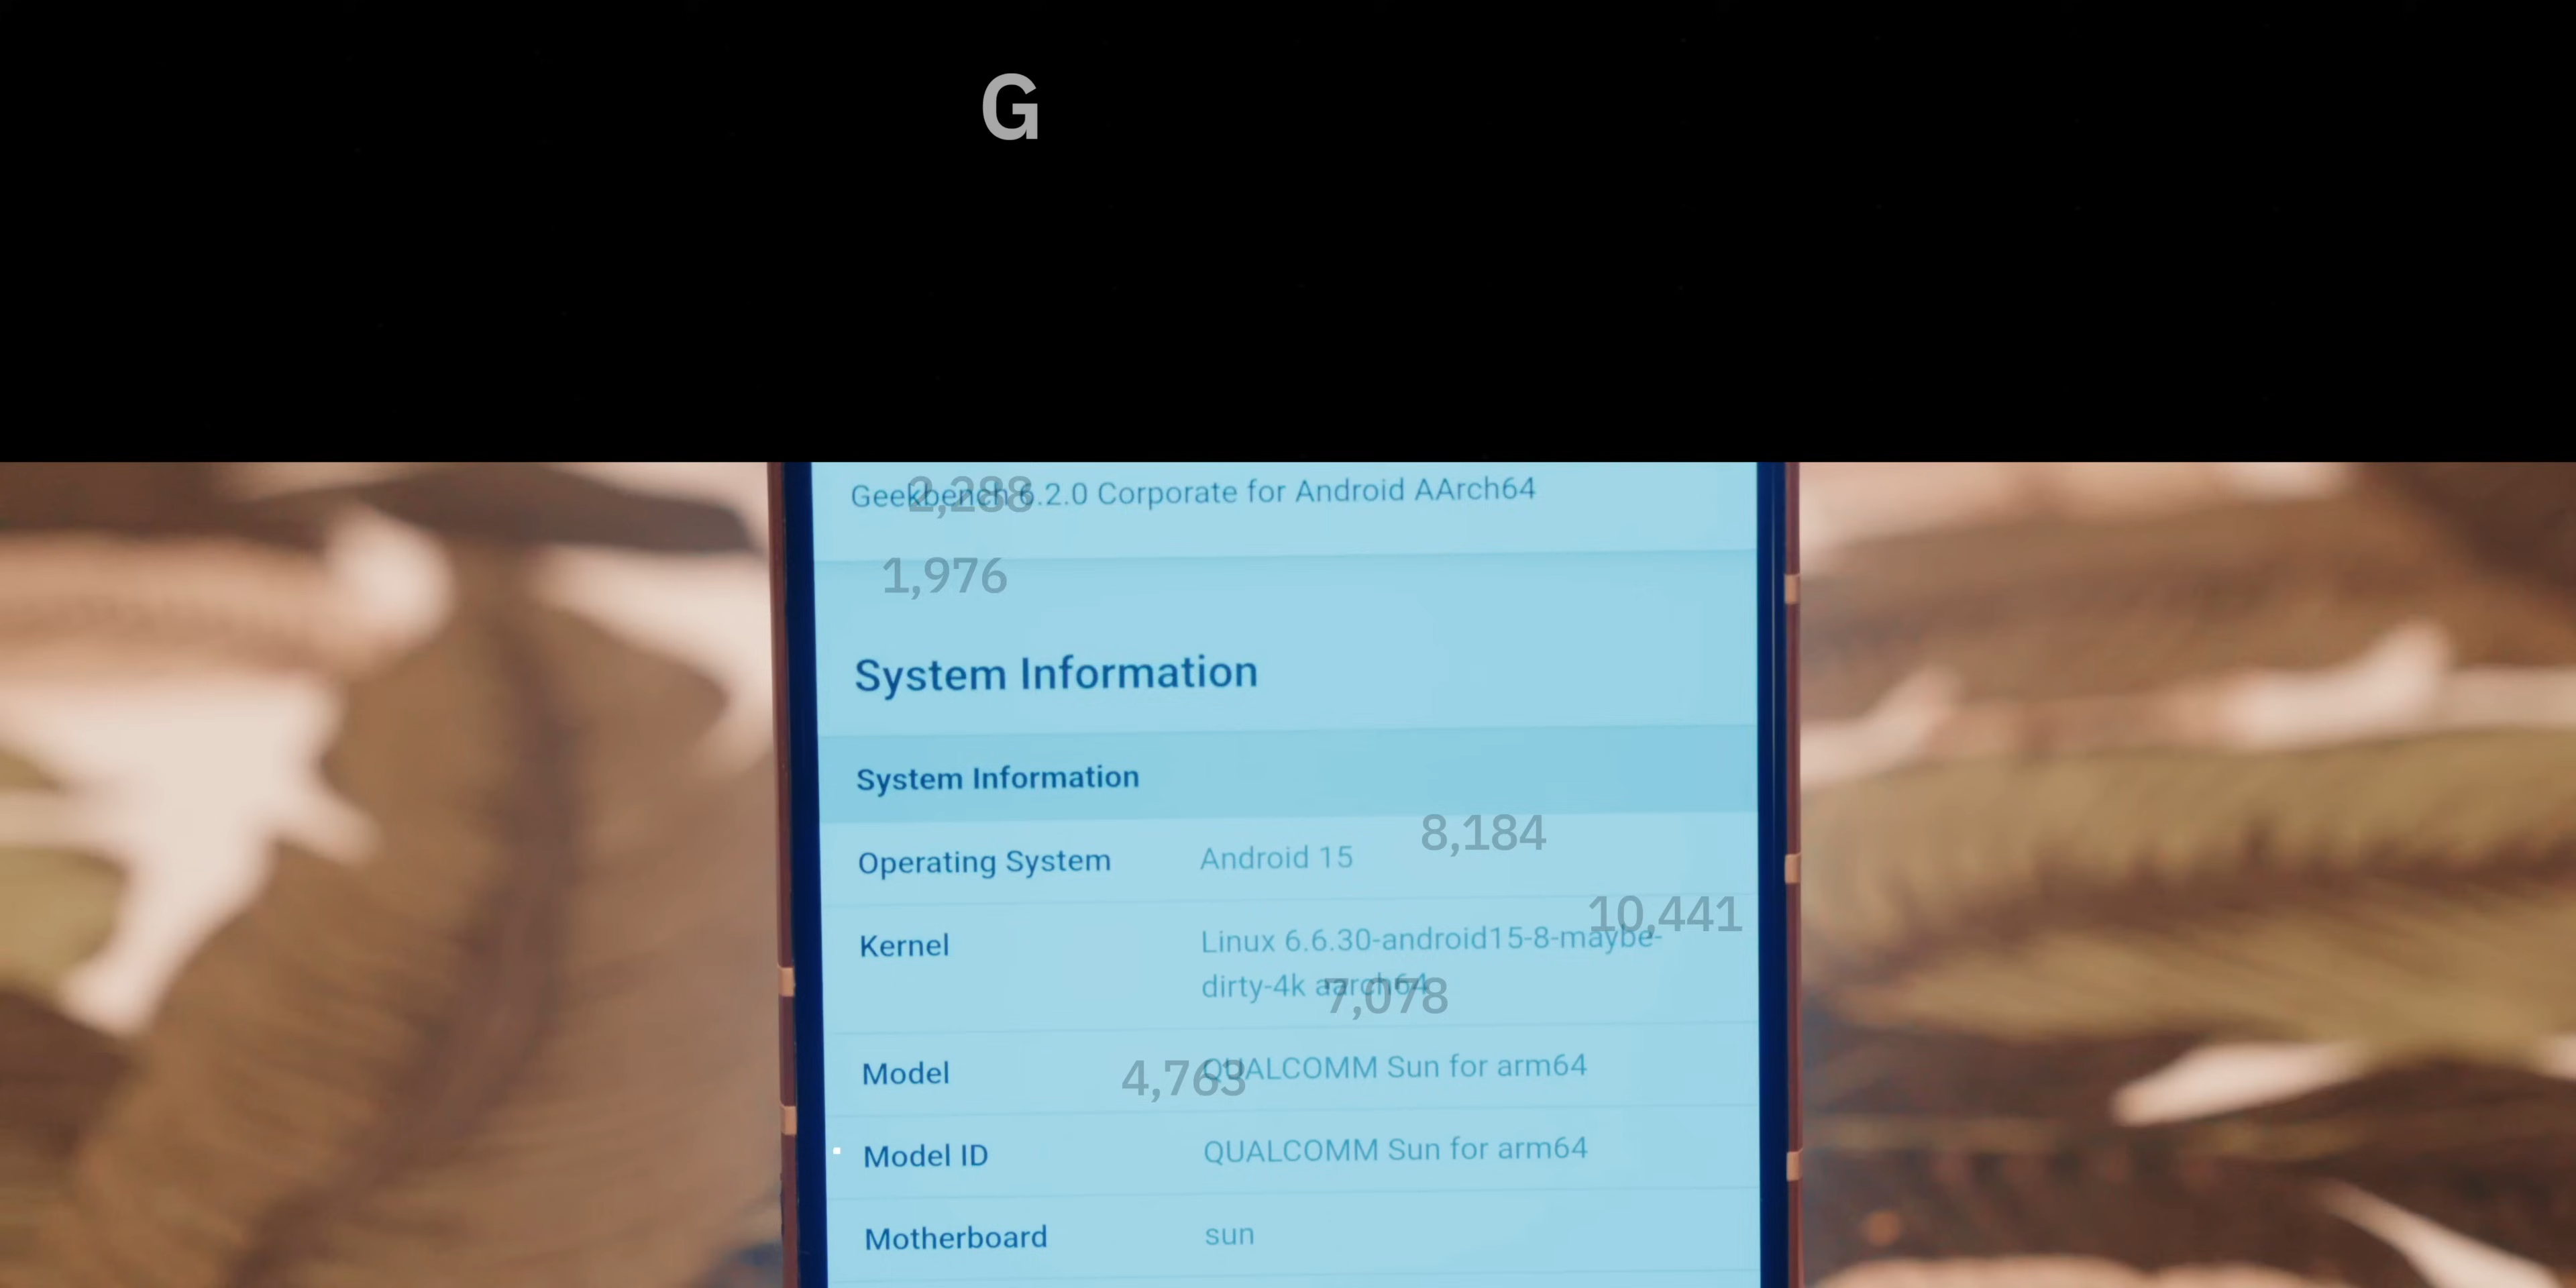 G
Geekbench 6.2.0 Corporate for Android AArch64
2,288
1,976
System Information
System Information
8,184
Operating System Android 15
10,441
Kernel Linux 6.6.30-android15-8-maybe-
dirty-4k aarch64
7,078
Model QUALCOMM Sun for arm64
4,763
Model ID QUALCOMM Sun for arm64
Motherboard sun